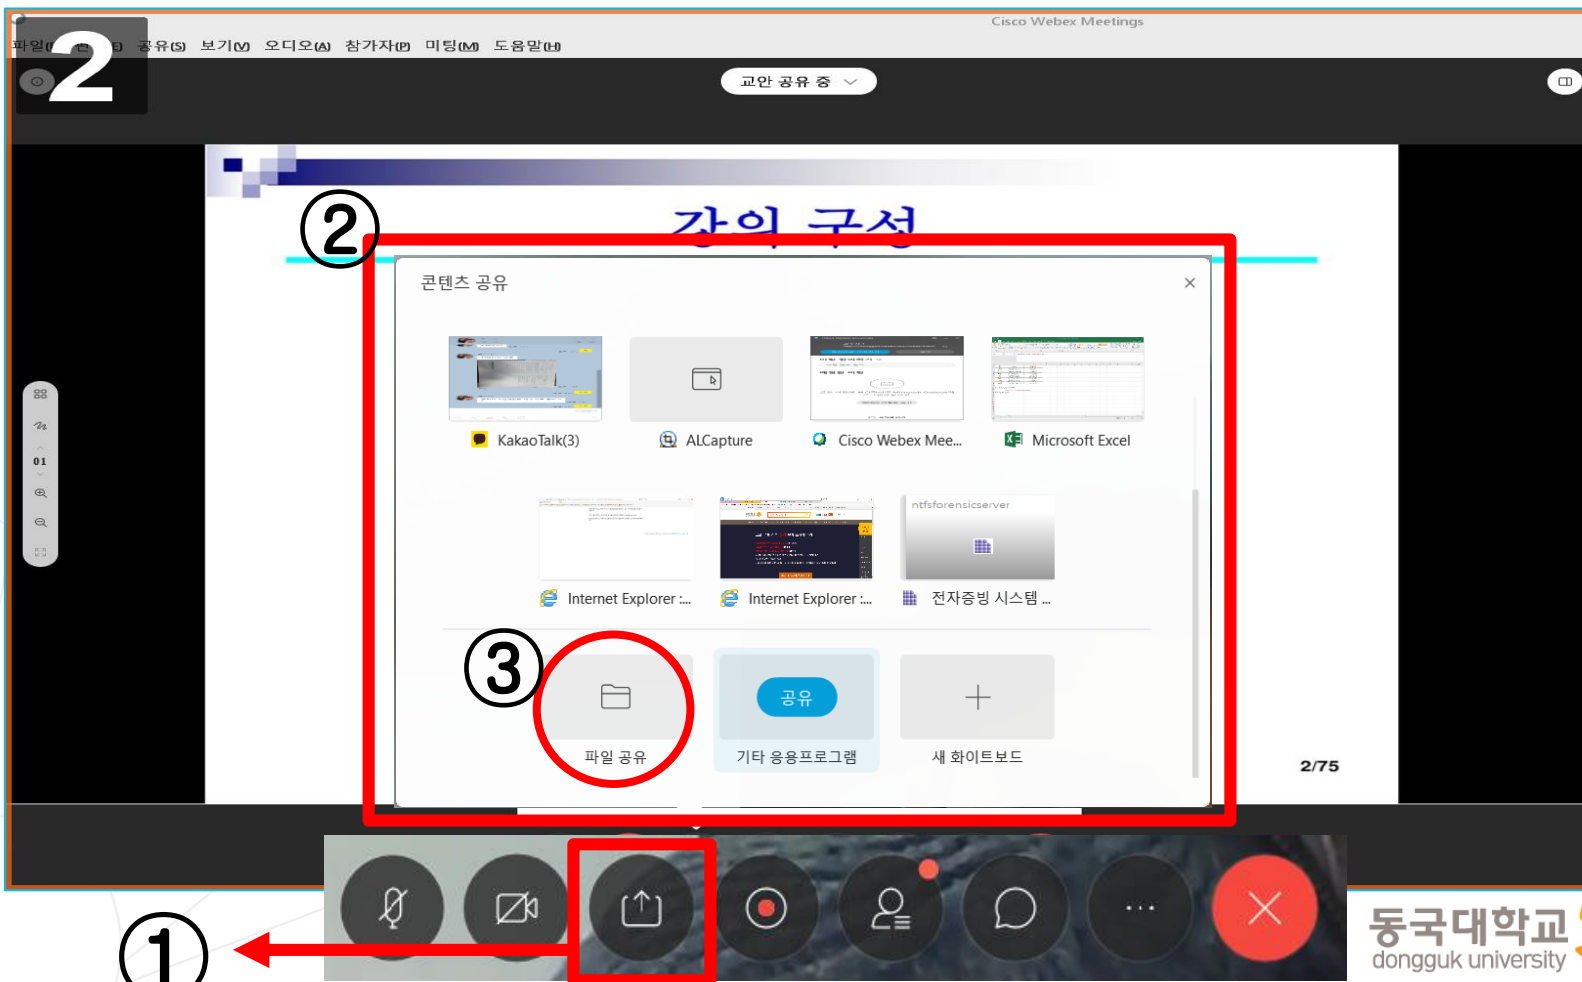 Cisco Webex Meetings
2
공유(S) 보기(V) 오디오(A) 참가자(P) 미팅(M) 도움말(H)
교안 공유 중
강의 구성
②
콘텐츠 공유
KakaoTalk(3)
ALCapture
Cisco Webex Mee...
Microsoft Excel
01
ntfsforensicserver
Internet Explorer :...
Internet Explorer :...
전자증빙 시스템 ...
③
공유
파일 공유
기타 응용프로그램
새 화이트보드
2/75
①
동국대학교
dongguk university